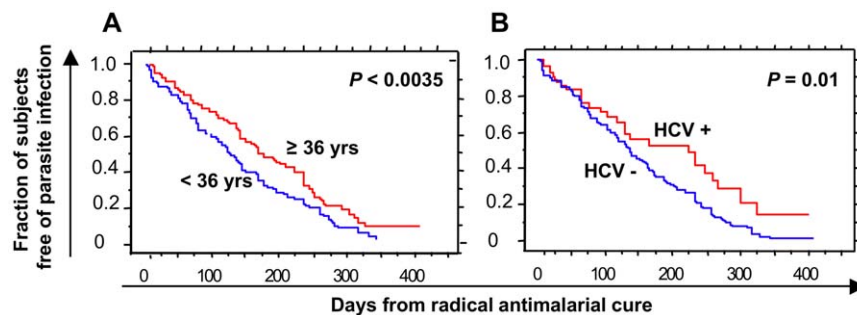 A
B
Fraction of subjects
free of parasite infection
1.0
0.8
0.6
0.4
0.2
0
P < 0.0035
≥ 36 yrs
< 36 yrs
0 100 200 300 400
1.0
0.8
0.6
0.4
0.2
0
P = 0.01
HCV +
HCV -
0 100 200 300 400
Days from radical antimalarial cure